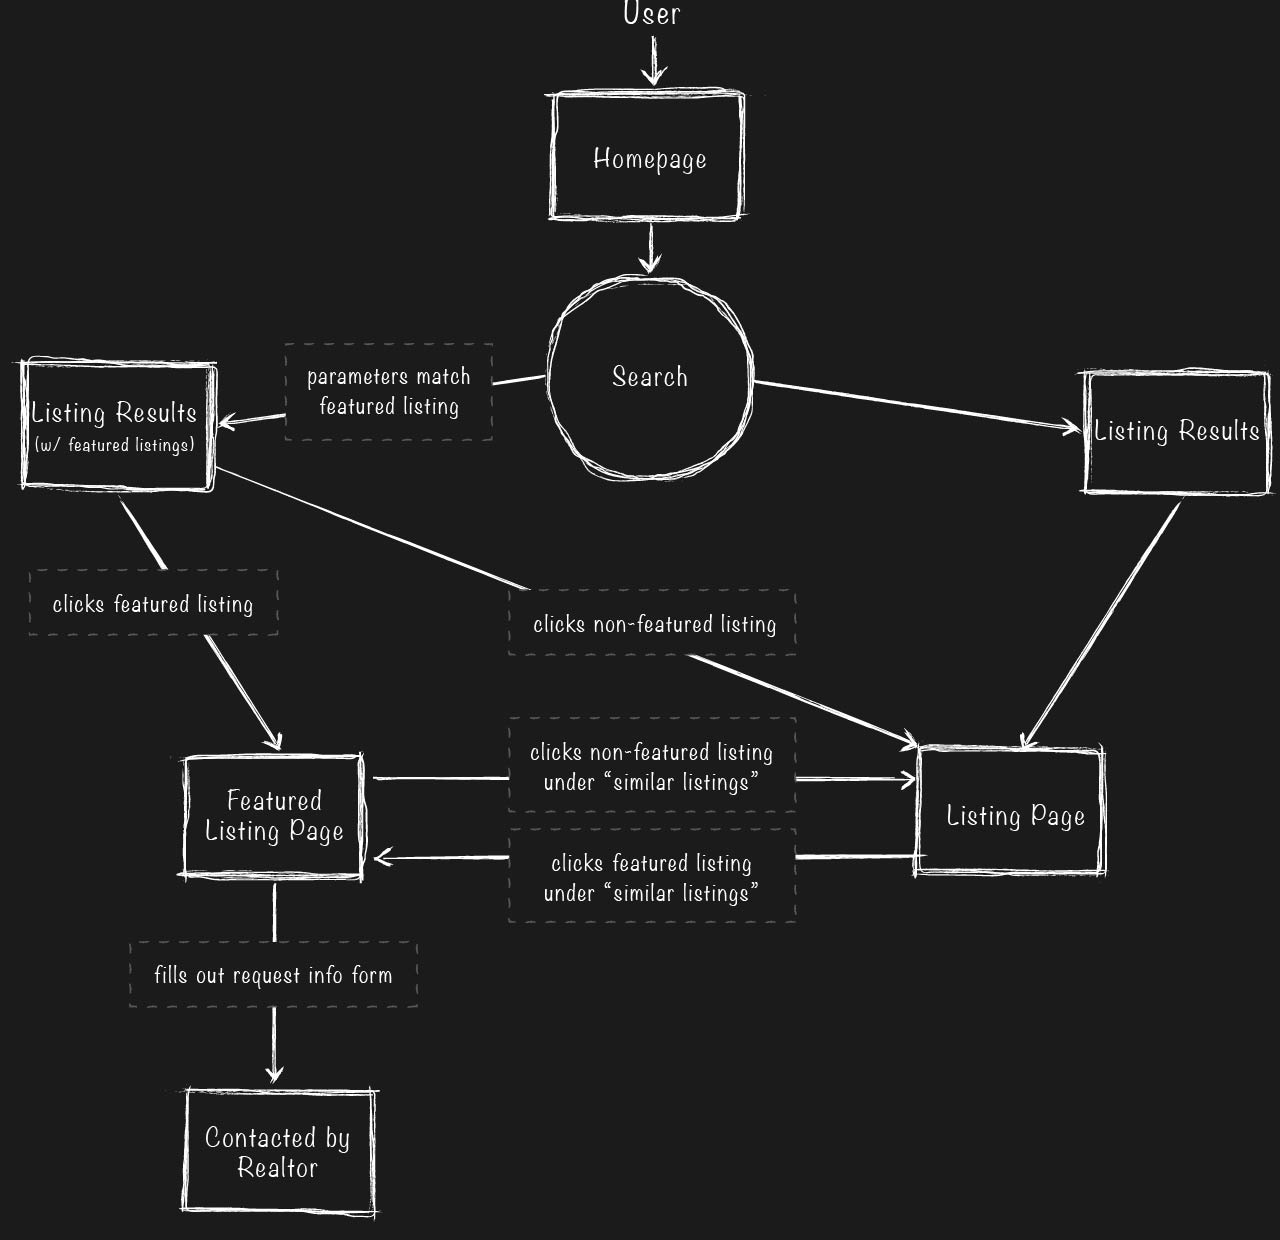 User
Homepage
Search
parameters match
featured listing
Listing Results
(w/ featured listings)
Listing Results
clicks featured listing
clicks non-featured listing
clicks non-featured listing
under “similar listings”
Featured
Listing Page
Listing Page
clicks featured listing
under “similar listings”
fills out request info form
Contacted by
Realtor